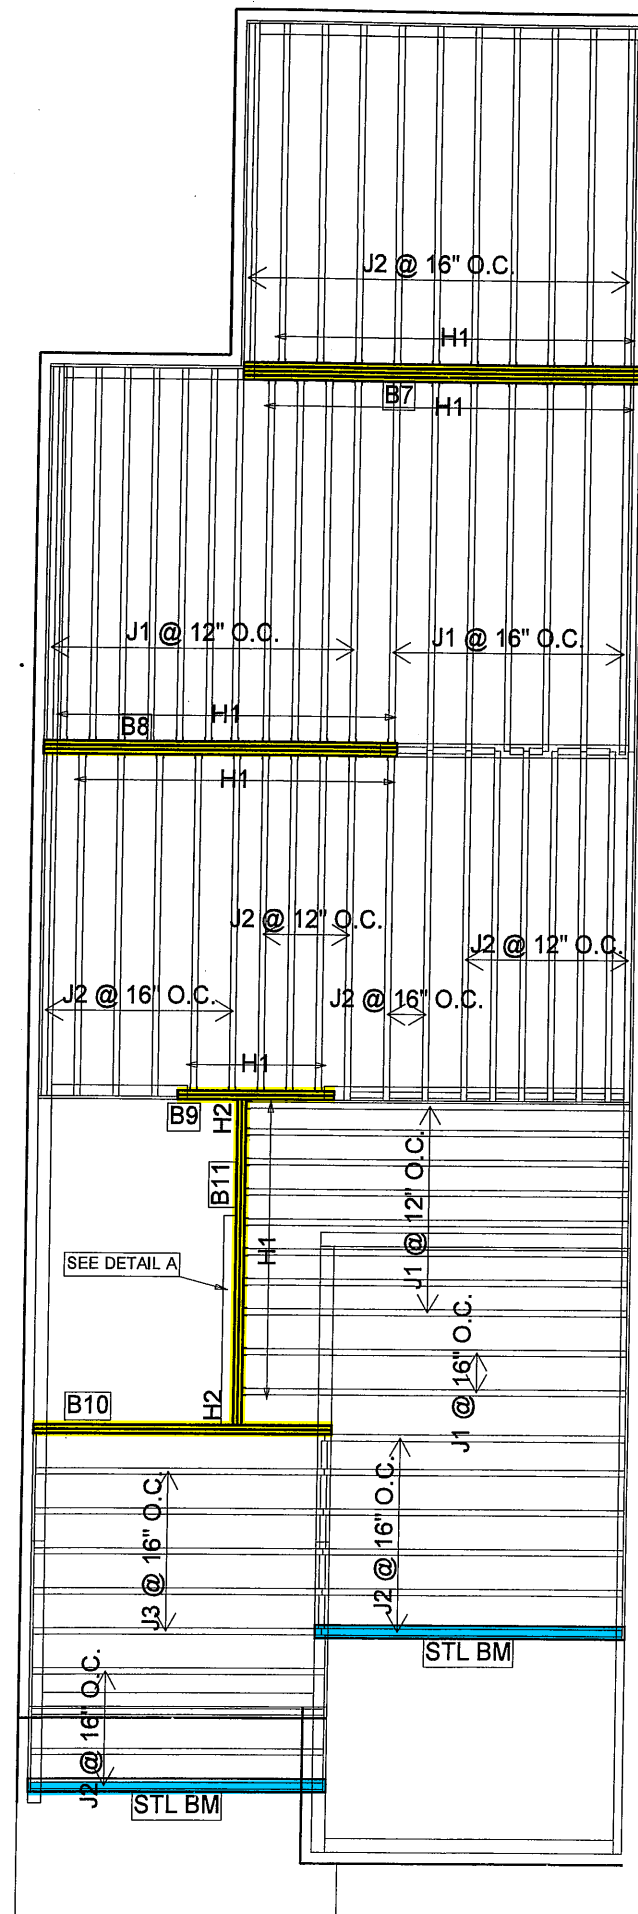 J2 @ 16" O.C.
H1
B7
H1
J1 @ 12" O.C.
J1 @ 16" O.C.
H1
B8
H1
J2 @ 12" O.C.
J2 @ 12" O.C.
J2 @ 16" O.C.
J2 @ 16" O.C.
H1
B9
H2
B11
J1 @ 12" O.C.
H1
SEE DETAIL A
J1 @ 16" O.C.
H2
B10
J3 @ 16" O.C.
J2 @ 16" O.C.
STL BM
J2 @ 16" O.C.
STL BM